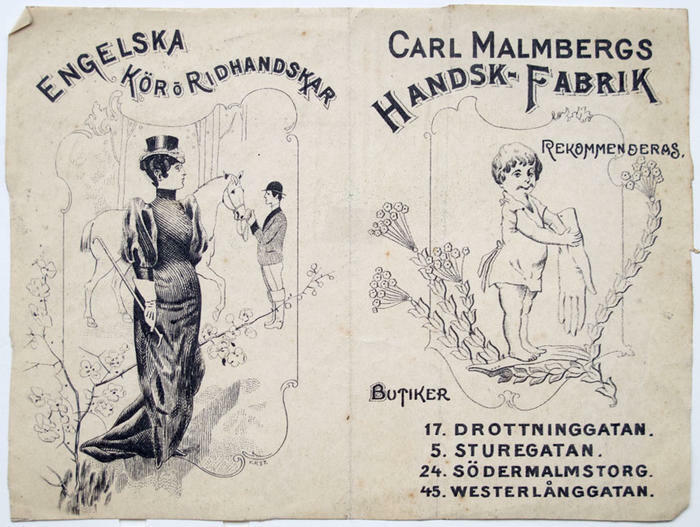 ENGELSKA
KÖR Ö RIDHANDSKAR
CARL MALMBERGS
HANDSK-FABRIK
REKOMMENDERAS.
BUTIKER
17. DROTTNINGGATAN.
5. STUREGATAN.
24. SÖDERMALMSTORG.
45. WESTERLÅNGGATAN.